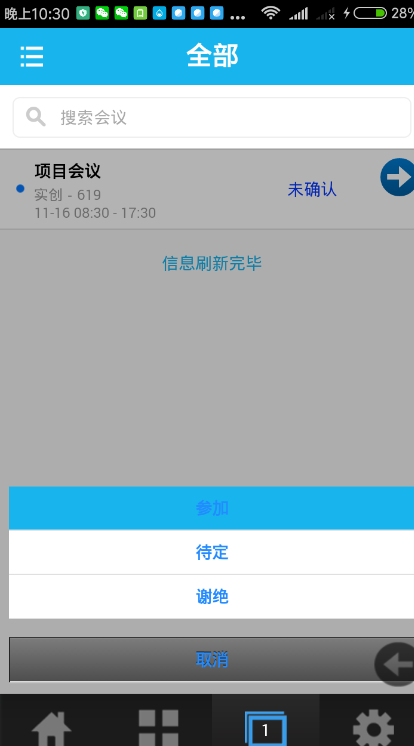 晚上10:30
28%
全部
搜索会议
项目会议
实创 - 619
未确认
11-16 08:30 - 17:30
信息刷新完毕
参加
待定
谢绝
取消
1